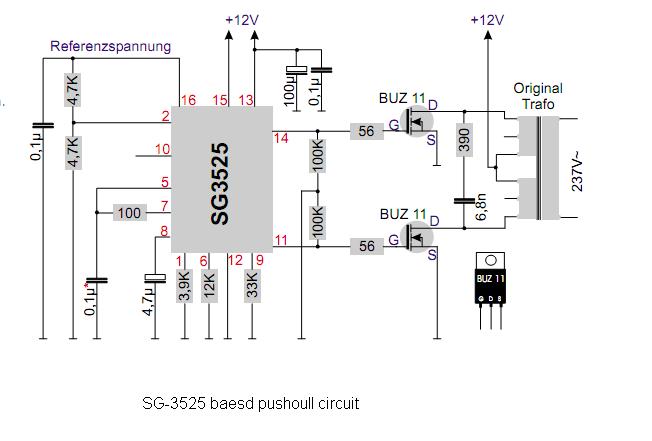 +12V
+12V
Referenzspannung
Original
Trafo
4,7K
100µ
0,1µ
BUZ 11
D
G
S
16
15
13
2
14
56
390
0,1µ
4,7K
10
SG3525
100K
237V~
5
100
7
100K
6,8n
BUZ 11
D
G
S
8
11
56
1
6
12
9
0,1µ*
4,7µ
3,9K
12K
33K
BUZ 11
G D S
SG-3525 baesd pushoull circuit